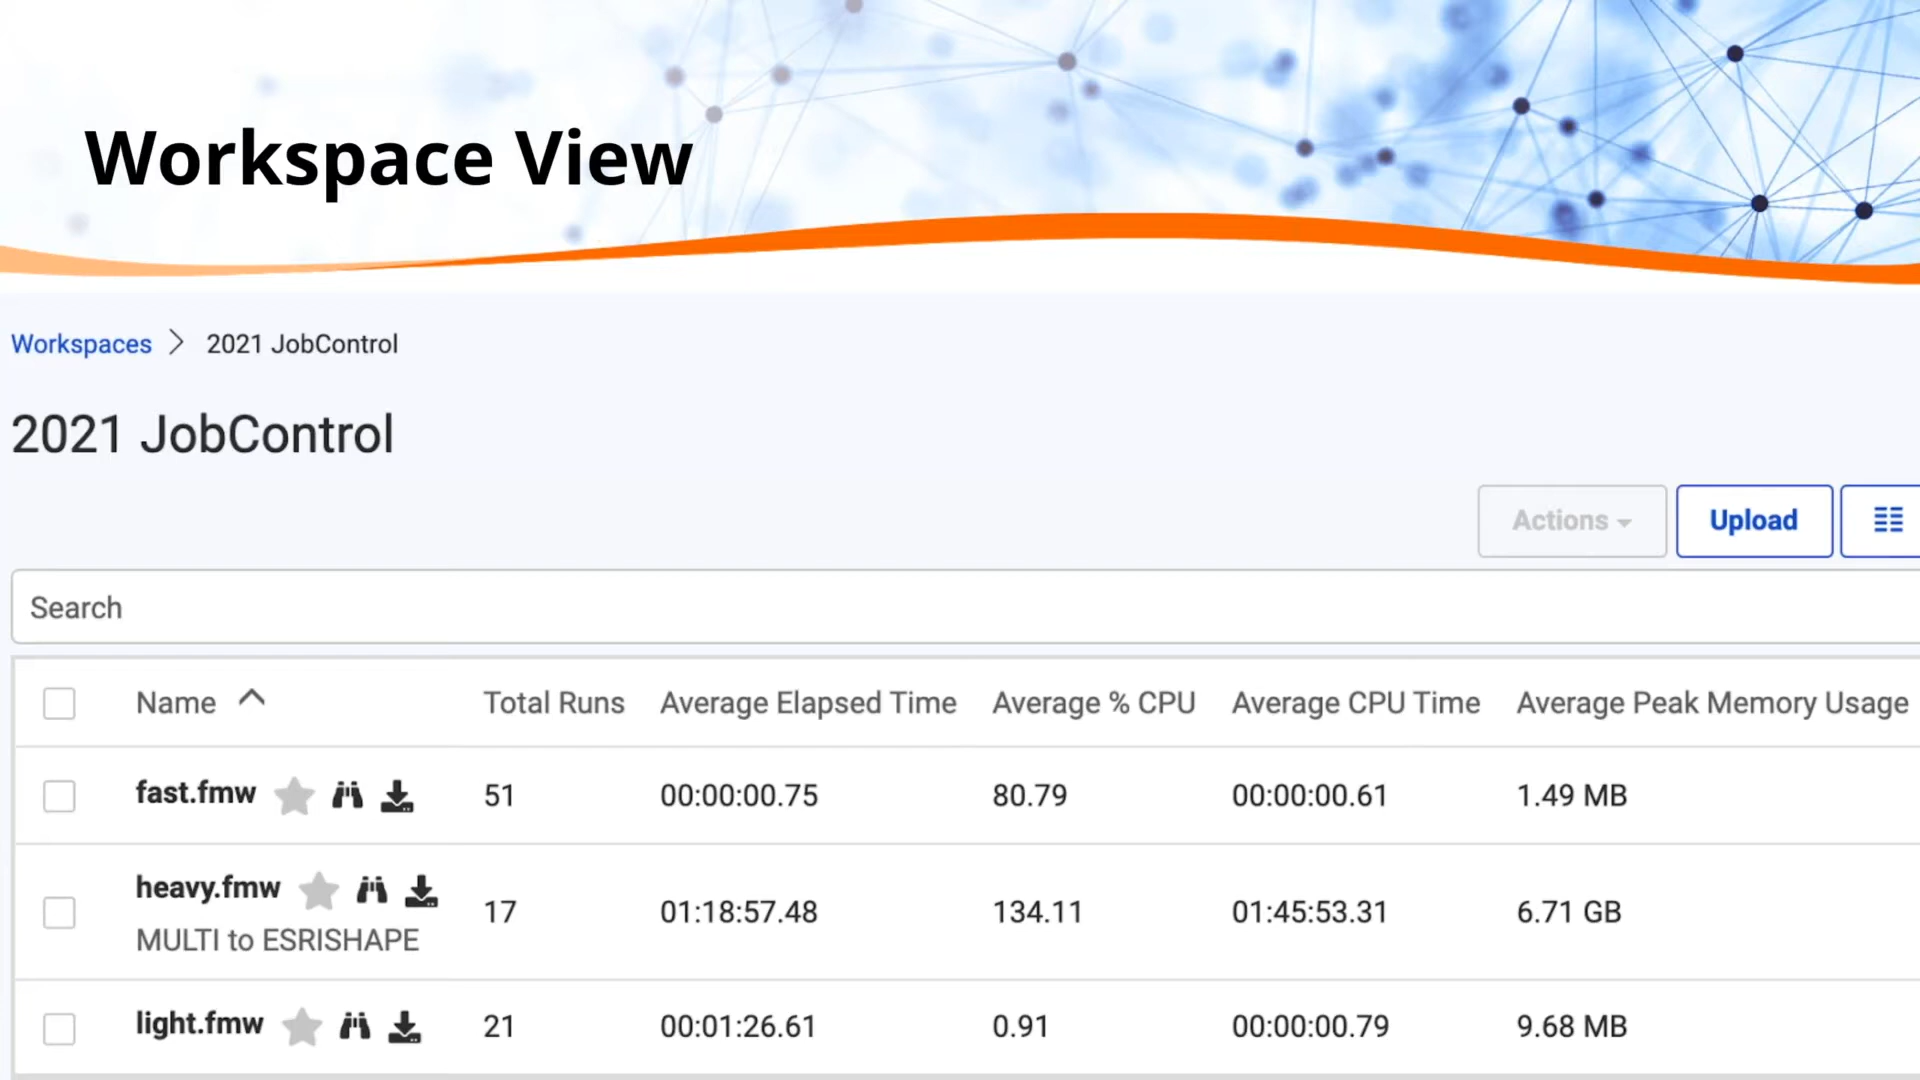 Workspace View
Workspaces > 2021 JobControl
2021 JobControl
Actions
Upload
Search
Name Total Runs Average Elapsed Time Average % CPU Average CPU Time Average Peak Memory Usage
fast.fmw 51 00:00:00.75 80.79 00:00:00.61 1.49 MB
heavy.fmw 17 01:18:57.48 134.11 01:45:53.31 6.71 GB
MULTI to ESRISHAPE
light.fmw 21 00:01:26.61 0.91 00:00:00.79 9.68 MB